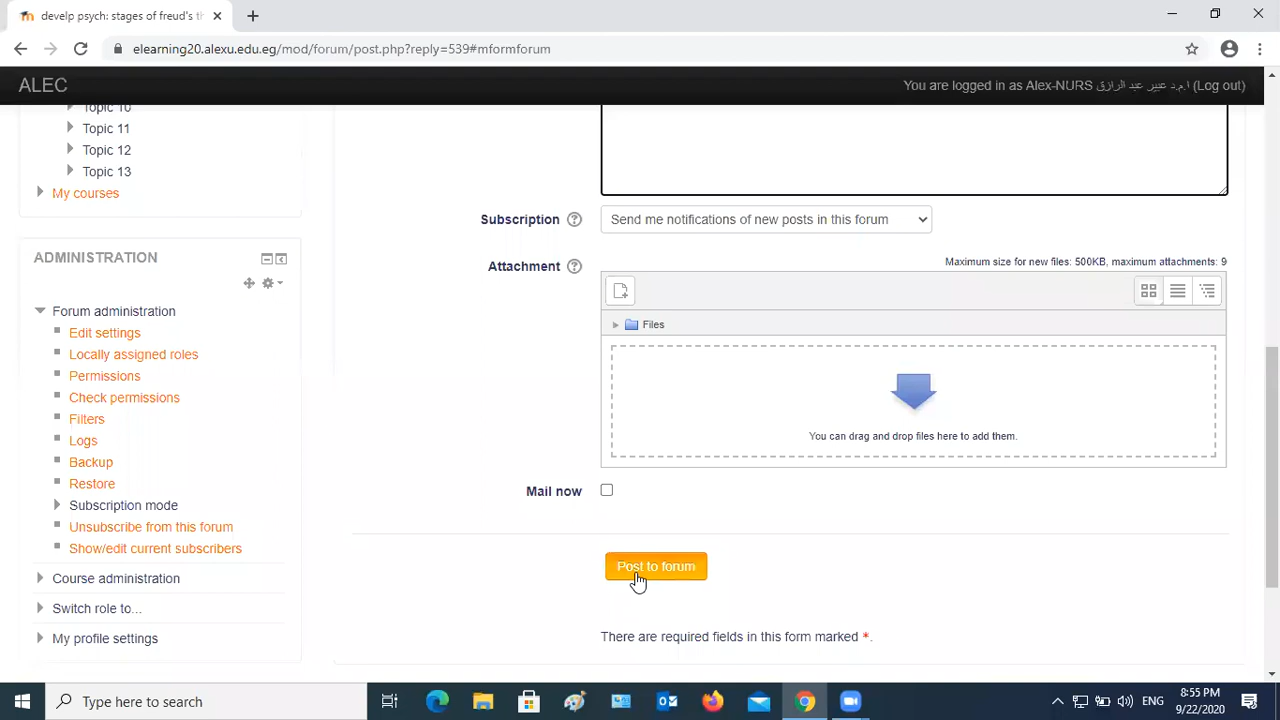 develp psych: stages of freud's th
elearning20.alexu.edu.eg/mod/forum/post.php?reply=539#mformforum
ALEC
You are logged in as Alex-NURS ا.م.د عبير عبد الرازق (Log out)
Topic 10
Topic 11
Topic 12
Topic 13
My courses
Subscription
Send me notifications of new posts in this forum
ADMINISTRATION
Attachment
Maximum size for new files: 500KB, maximum attachments: 9
Forum administration
Files
Edit settings
Locally assigned roles
Permissions
Check permissions
Filters
You can drag and drop files here to add them.
Logs
Backup
Restore
Mail now
Subscription mode
Unsubscribe from this forum
Show/edit current subscribers
Post to forum
Course administration
Switch role to...
My profile settings
There are required fields in this form marked *.
Type here to search
ENG
8:55 PM
9/22/2020